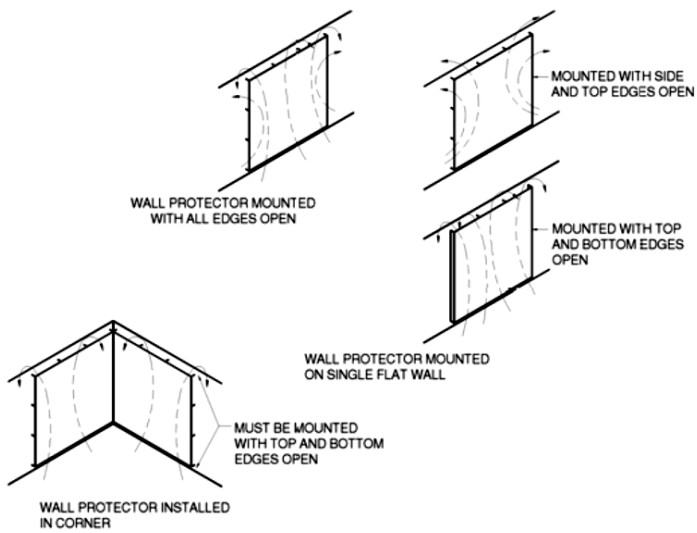 MOUNTED WITH SIDE
AND TOP EDGES OPEN
WALL PROTECTOR MOUNTED
WITH ALL EDGES OPEN
MOUNTED WITH TOP
AND BOTTOM EDGES
OPEN
WALL PROTECTOR MOUNTED
ON SINGLE FLAT WALL
MUST BE MOUNTED
WITH TOP AND BOTTOM
EDGES OPEN
WALL PROTECTOR INSTALLED
IN CORNER